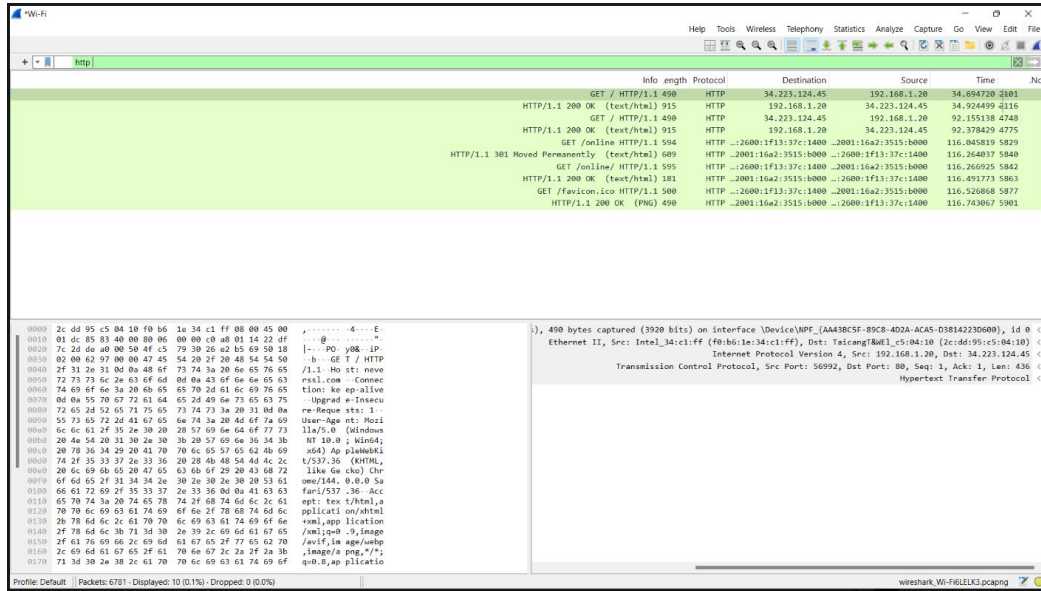 *Wi-Fi
Help Tools Wireless Telephony Statistics Analyze Capture Go View Edit File
http
Info .ength Protocol Destination Source Time .No
GET / HTTP/1.1 490 HTTP 34.223.124.45 192.168.1.20 34.694720 2101
HTTP/1.1 200 OK (text/html) 915 HTTP 192.168.1.20 34.223.124.45 34.924499 2116
GET / HTTP/1.1 490 HTTP 34.223.124.45 192.168.1.20 92.155138 4748
HTTP/1.1 200 OK (text/html) 915 HTTP 192.168.1.20 34.223.124.45 92.378429 4775
GET /online HTTP/1.1 594 HTTP …:2600:1f13:37c:1400 …2001:16a2:3515:b000 116.045819 5829
HTTP/1.1 301 Moved Permanently (text/html) 609 HTTP …2001:16a2:3515:b000 …:2600:1f13:37c:1400 116.264037 5840
GET /online/ HTTP/1.1 595 HTTP …:2600:1f13:37c:1400 …2001:16a2:3515:b000 116.266925 5842
HTTP/1.1 200 OK (text/html) 181 HTTP …2001:16a2:3515:b000 …:2600:1f13:37c:1400 116.491773 5863
GET /favicon.ico HTTP/1.1 500 HTTP …:2600:1f13:37c:1400 …2001:16a2:3515:b000 116.526868 5877
HTTP/1.1 200 OK (PNG) 490 HTTP …2001:16a2:3515:b000 …:2600:1f13:37c:1400 116.743067 5901
0000 2c dd 95 c5 04 10 f0 b6 1e 34 c1 ff 08 00 45 00 ,······· ·4····E·
0010 01 dc 85 83 40 00 80 06 00 00 c0 a8 01 14 22 df ····@··· ······"·
0020 7c 2d de a0 00 50 4f c5 79 30 26 e2 b5 69 50 18 |-···PO· y0&··iP·
0030 02 00 62 97 00 00 47 45 54 20 2f 20 48 54 54 50 ··b···GE T / HTTP
0040 2f 31 2e 31 0d 0a 48 6f 73 74 3a 20 6e 65 76 65 /1.1··Ho st: neve
0050 72 73 73 6c 2e 63 6f 6d 0d 0a 43 6f 6e 6e 65 63 rssl.com ··Connec
0060 74 69 6f 6e 3a 20 6b 65 65 70 2d 61 6c 69 76 65 tion: ke ep-alive
0070 0d 0a 55 70 67 72 61 64 65 2d 49 6e 73 65 63 75 ··Upgrad e-Insecu
0080 72 65 2d 52 65 71 75 65 73 74 73 3a 20 31 0d 0a re-Reque sts: 1··
0090 55 73 65 72 2d 41 67 65 6e 74 3a 20 4d 6f 7a 69 User-Age nt: Mozi
00a0 6c 6c 61 2f 35 2e 30 20 28 57 69 6e 64 6f 77 73 lla/5.0 (Windows
00b0 20 4e 54 20 31 30 2e 30 3b 20 57 69 6e 36 34 3b NT 10.0 ; Win64;
00c0 20 78 36 34 29 20 41 70 70 6c 65 57 65 62 4b 69 x64) Ap pleWebKi
00d0 74 2f 35 33 37 2e 33 36 20 28 4b 48 54 4d 4c 2c t/537.36 (KHTML,
00e0 20 6c 69 6b 65 20 47 65 63 6b 6f 29 20 43 68 72 like Ge cko) Chr
00f0 6f 6d 65 2f 31 34 34 2e 30 2e 30 2e 30 20 53 61 ome/144. 0.0.0 Sa
0100 66 61 72 69 2f 35 33 37 2e 33 36 0d 0a 41 63 63 fari/537 .36··Acc
0110 65 70 74 3a 20 74 65 78 74 2f 68 74 6d 6c 2c 61 ept: tex t/html,a
0120 70 70 6c 69 63 61 74 69 6f 6e 2f 78 68 74 6d 6c pplicati on/xhtml
0130 2b 78 6d 6c 2c 61 70 70 6c 69 63 61 74 69 6f 6e +xml,app lication
0140 2f 78 6d 6c 3b 71 3d 30 2e 39 2c 69 6d 61 67 65 /xml;q=0 .9,image
0150 2f 61 76 69 66 2c 69 6d 61 67 65 2f 77 65 62 70 /avif,im age/webp
0160 2c 69 6d 61 67 65 2f 61 70 6e 67 2c 2a 2f 2a 3b ,image/a png,*/*;
0170 71 3d 30 2e 38 2c 61 70 70 6c 69 63 61 74 69 6f q=0.8,ap plicatio
), 490 bytes captured (3920 bits) on interface \Device\NPF_{AA43BC5F-89C8-4D2A-ACA5-D3814223D600}, id 0
Ethernet II, Src: Intel_34:c1:ff (f0:b6:1e:34:c1:ff), Dst: TaicangT&WEl_c5:04:10 (2c:dd:95:c5:04:10)
Internet Protocol Version 4, Src: 192.168.1.20, Dst: 34.223.124.45
Transmission Control Protocol, Src Port: 56992, Dst Port: 80, Seq: 1, Ack: 1, Len: 436
Hypertext Transfer Protocol
Profile: Default Packets: 6781 · Displayed: 10 (0.1%) · Dropped: 0 (0.0%) wireshark_Wi-Fi6LELK3.pcapng